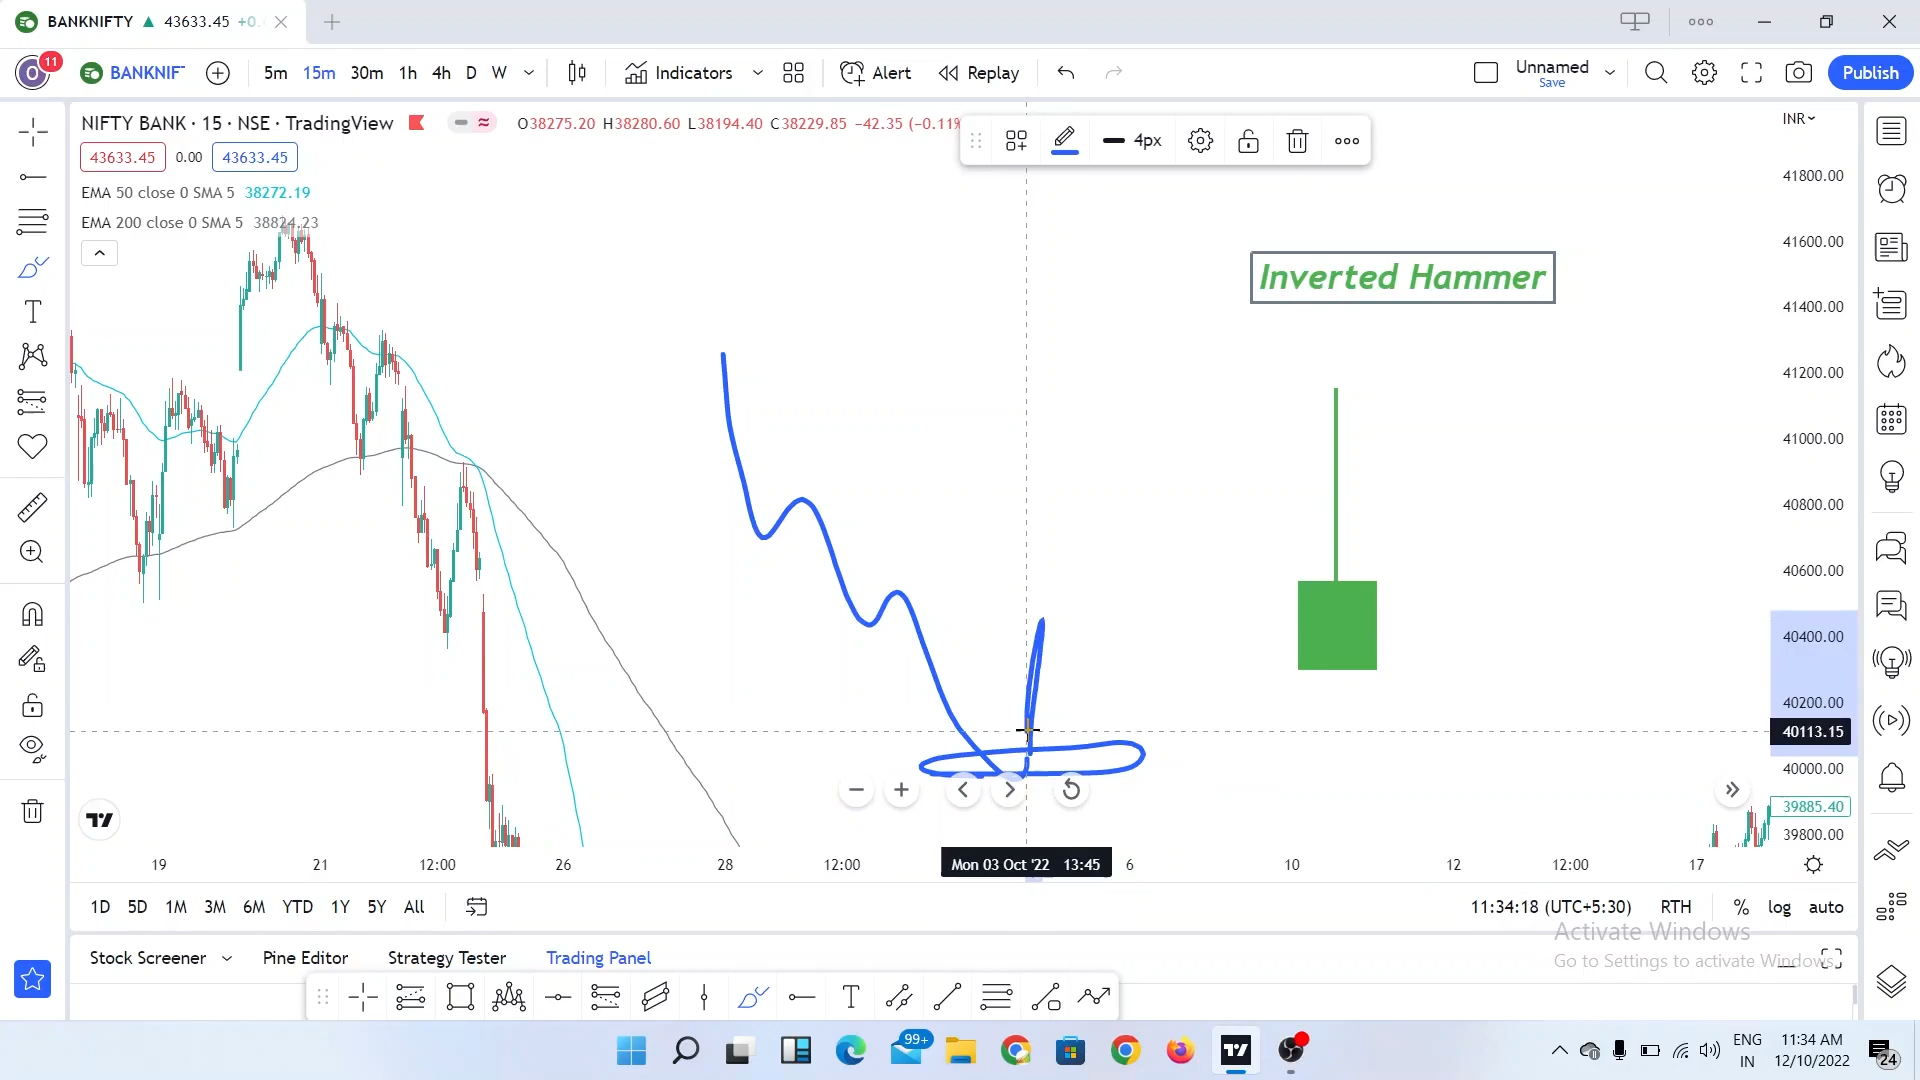 BANKNIFTY ▲ 43633.45 +0.
O 11 BANKNIF 5m 15m 30m 1h 4h D W Indicators Alert Replay Unnamed Save Publish
NIFTY BANK · 15 · NSE · TradingView O38275.20 H38280.60 L38194.40 C38229.85 −42.35 (−0.11% 4px INR
43633.45 0.00 43633.45
EMA 50 close 0 SMA 5 38272.19
EMA 200 close 0 SMA 5 38824.23
Inverted Hammer
41800.00
41600.00
41400.00
41200.00
41000.00
40800.00
40600.00
40400.00
40200.00
40113.15
40000.00
39885.40
39800.00
19 21 12:00 26 28 12:00 Mon 03 Oct '22 13:45 6 10 12 12:00 17
1D 5D 1M 3M 6M YTD 1Y 5Y All 11:34:18 (UTC+5:30) RTH % log auto
Activate Windows
Go to Settings to activate Windows.
Stock Screener Pine Editor Strategy Tester Trading Panel
T
99+
ENG
IN
11:34 AM
12/10/2022
24